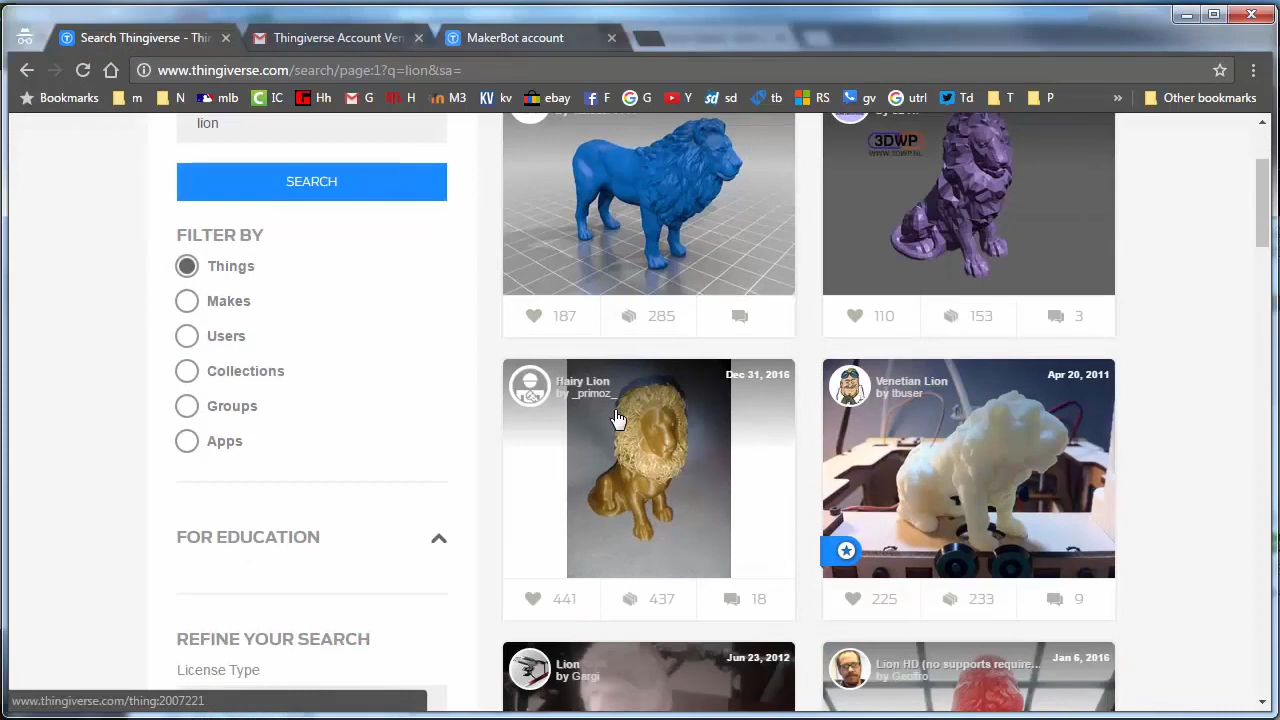 Search Thingiverse - Thin
Thingiverse Account Ver
MakerBot account
www.thingiverse.com/search/page:1?q=lion&sa=
Bookmarks m N mlb IC Hh G H M3 kv ebay F G Y sd tb RS gv utrl Td T P » Other bookmarks
lion
SEARCH
FILTER BY
Things
Makes
Users
Collections
Groups
Apps
FOR EDUCATION
REFINE YOUR SEARCH
License Type
www.thingiverse.com/thing:2007221
187 285
3DWP
WWW.3DWP.NL
110 153 3
Hairy Lion
by _primoz_
Dec 31, 2016
441 437 18
Venetian Lion
by tbuser
Apr 20, 2011
225 233 9
Lion
by Gargi
Jun 23, 2012
Lion HD (no supports require...
by Geoffro
Jan 6, 2016